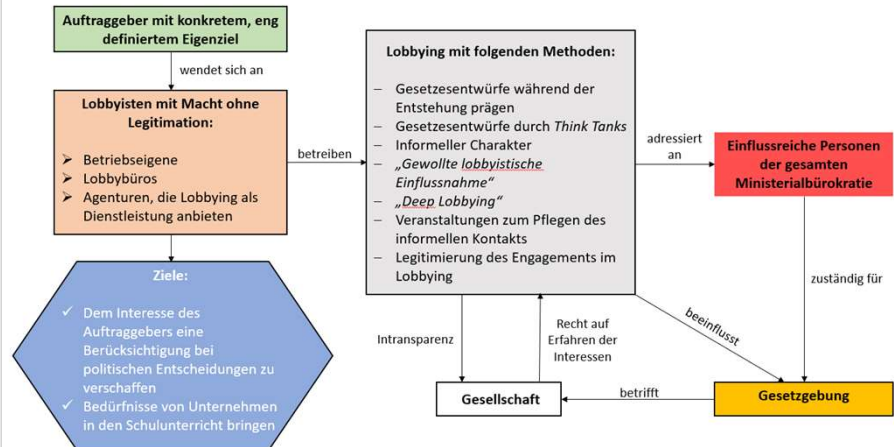 Auftraggeber mit konkretem, eng
definiertem Eigenziel
wendet sich an
Lobbyisten mit Macht ohne
Legitimation:
Betriebseigene
Lobbybüros
Agenturen, die Lobbying als
Dienstleistung anbieten
betreiben
Lobbying mit folgenden Methoden:
– Gesetzesentwürfe während der
Entstehung prägen
– Gesetzesentwürfe durch Think Tanks
– Informeller Charakter
– „Gewollte lobbyistische
Einflussnahme“
– „Deep Lobbying“
– Veranstaltungen zum Pflegen des
informellen Kontakts
– Legitimierung des Engagements im
Lobbying
adressiert
an
Einflussreiche Personen
der gesamten
Ministerialbürokratie
zuständig für
Ziele:
Dem Interesse des
Auftraggebers eine
Berücksichtigung bei
politischen Entscheidungen zu
verschaffen
Bedürfnisse von Unternehmen
in den Schulunterricht bringen
Intransparenz
Recht auf
Erfahren der
Interessen
beeinflusst
Gesellschaft
betrifft
Gesetzgebung